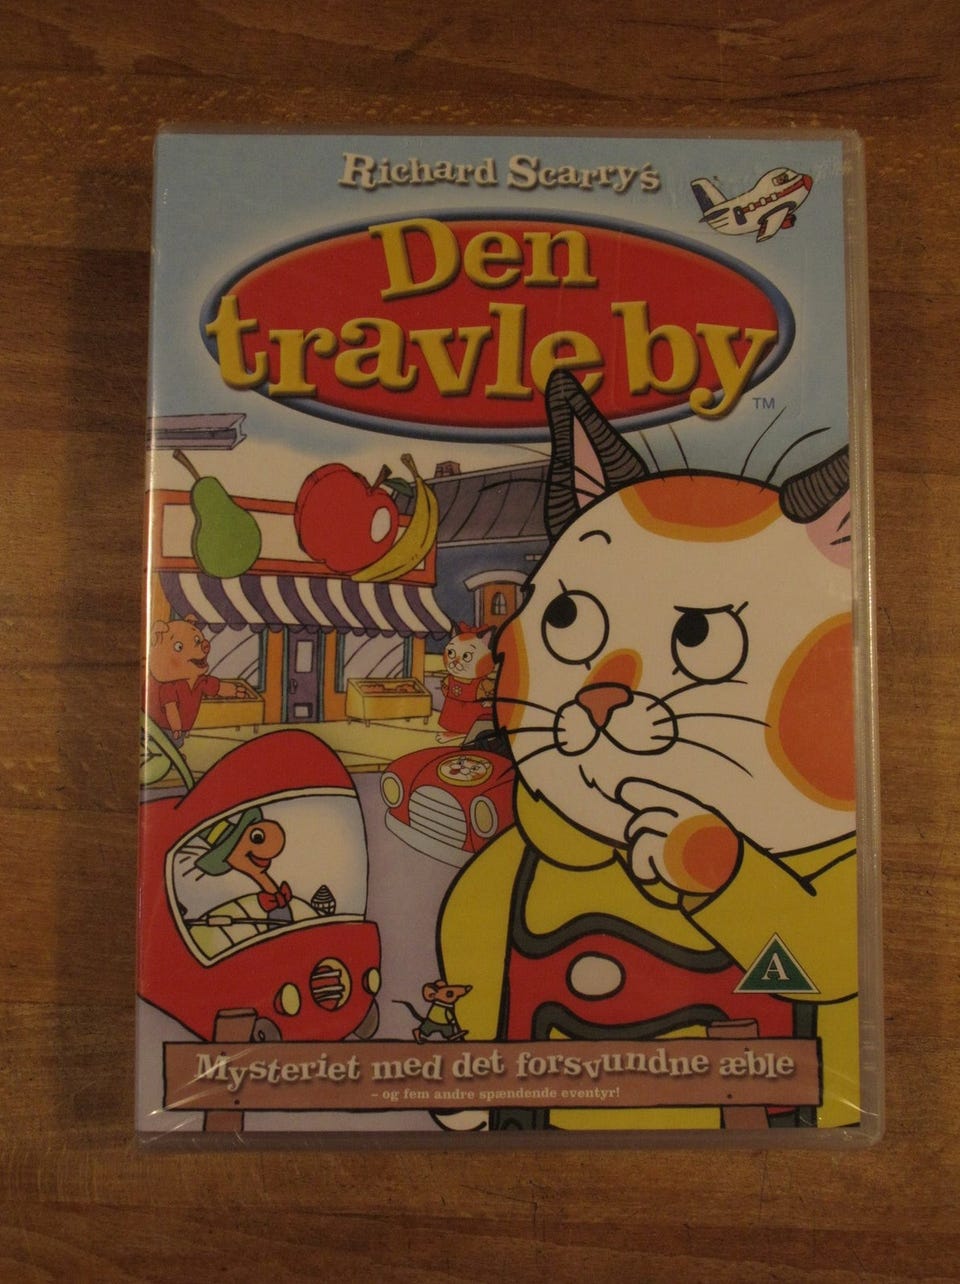 Richard Scarry's
Den
travle by
TM
A
Mysteriet med det forsvundne æble
– og fem andre spændende eventyr!